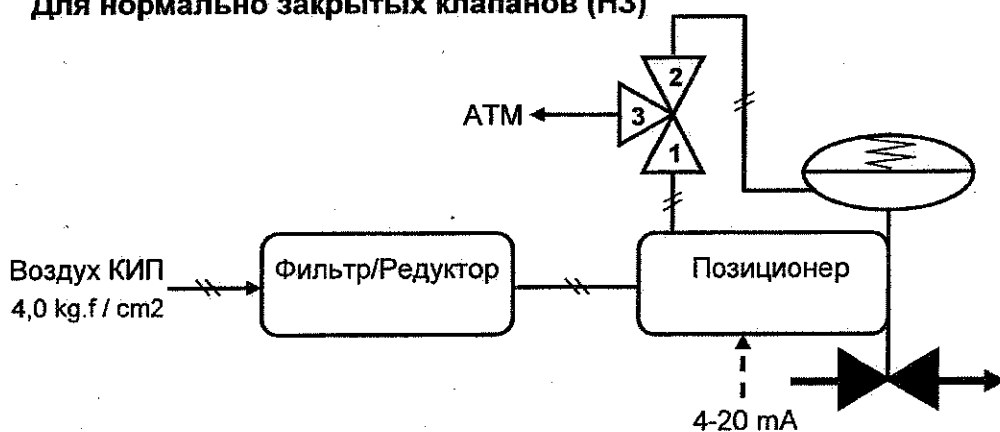 Для нормально закрытых клапанов (НЗ)
2
АТМ
3
1
Воздух КИП
4,0 kg.f / cm2
Фильтр/Редуктор
Позиционер
4-20 mA